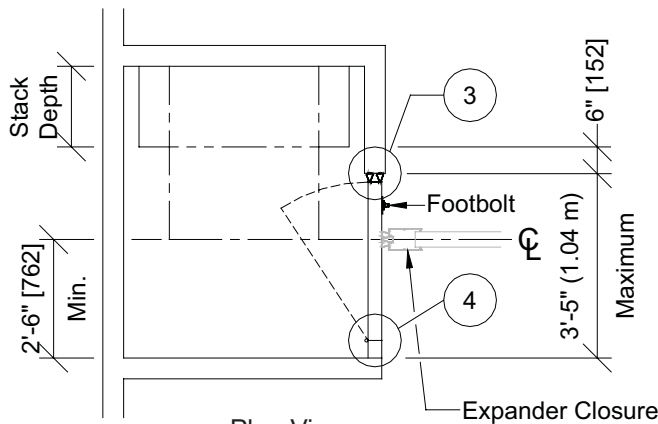 Stack
Depth
3
6" [152]
Footbolt
℄
2'-6" [762]
Min.
3'-5" (1.04 m)
Maximum
4
Expander Closure